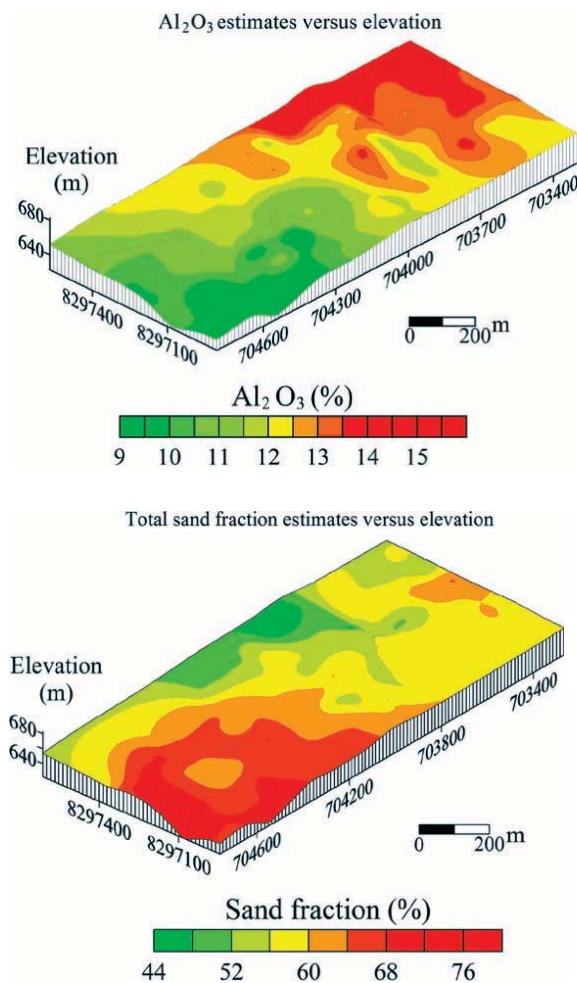 Al₂O₃ estimates versus elevation
Elevation
(m)
680
640
8297400
8297100
704600
704300
704000
703700
703400
0 200 m
Al₂ O₃ (%)
9 10 11 12 13 14 15
Total sand fraction estimates versus elevation
Elevation
(m)
680
640
8297400
8297100
704600
704200
703800
703400
0 200 m
Sand fraction (%)
44 52 60 68 76